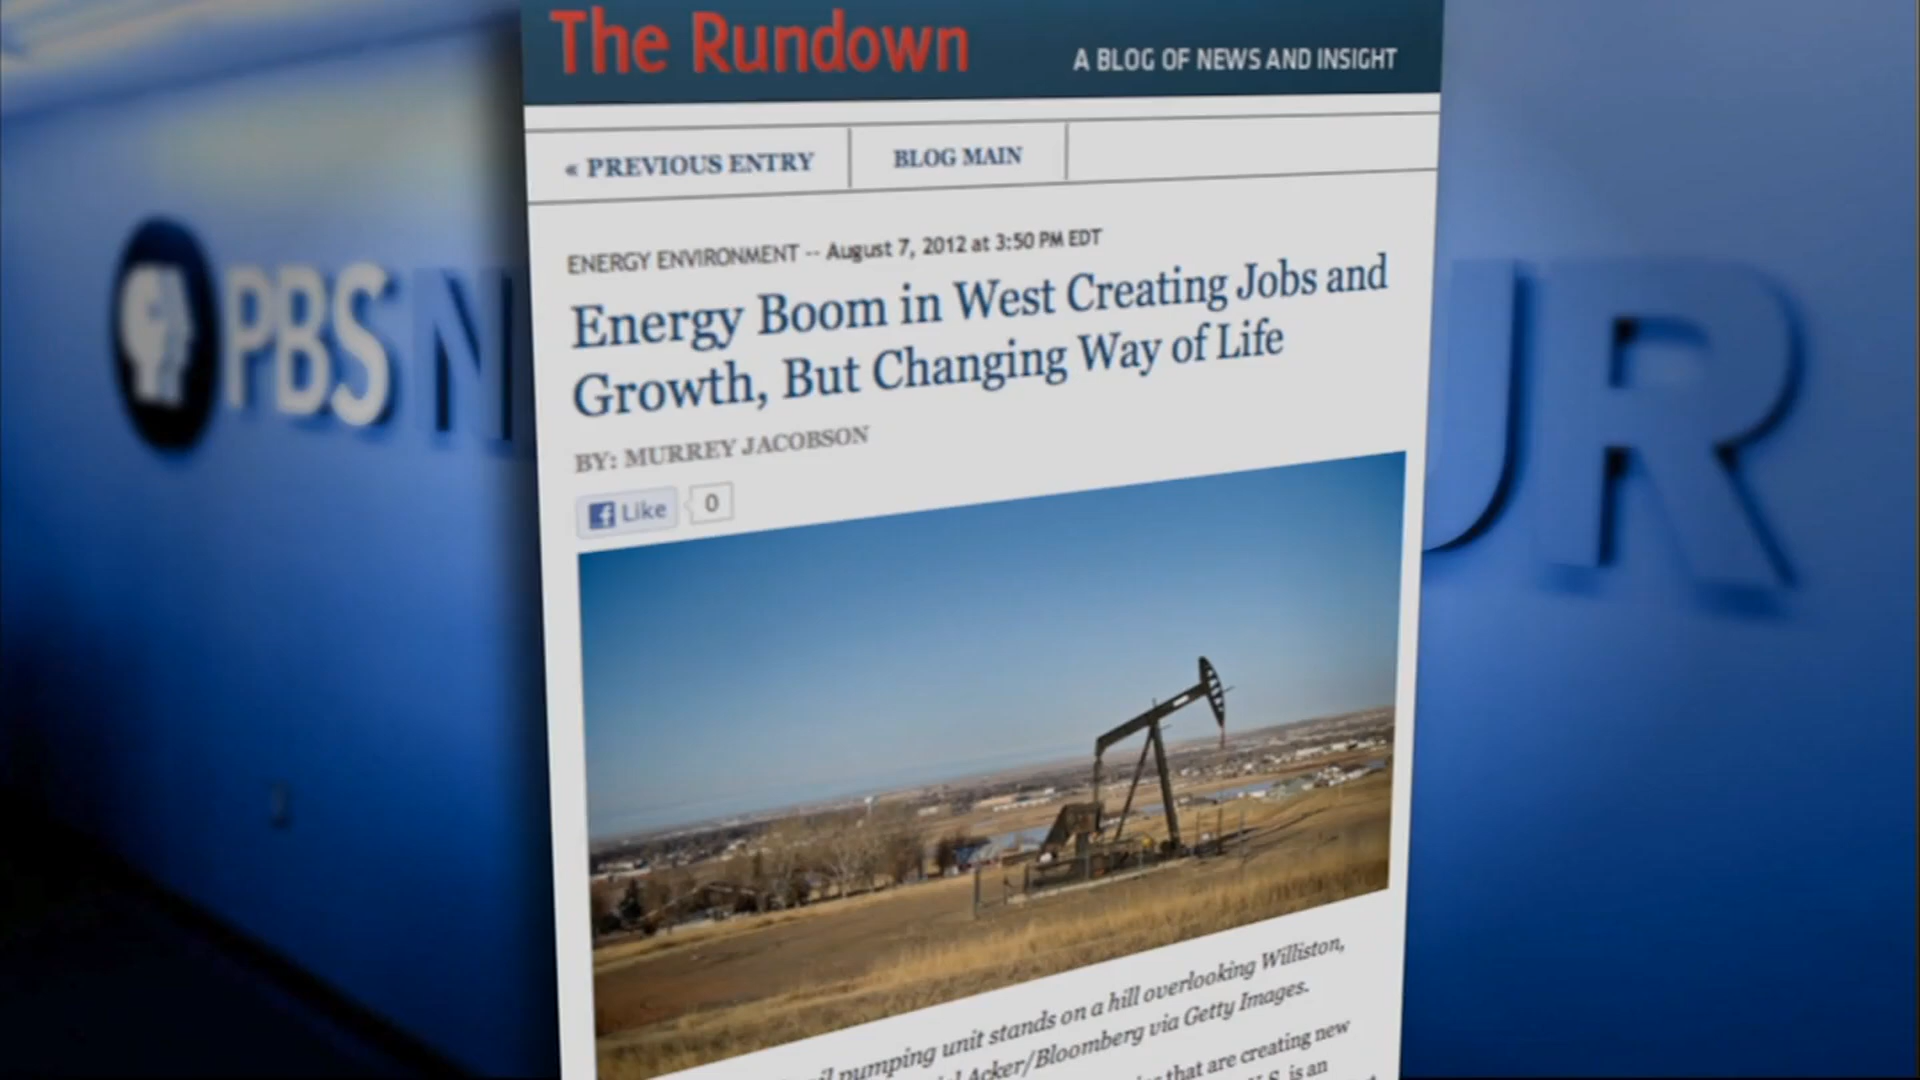 The Rundown
A BLOG OF NEWS AND INSIGHT
« PREVIOUS ENTRY
BLOG MAIN
ENERGY ENVIRONMENT -- August 7, 2012 at 3:50 PM EDT
Energy Boom in West Creating Jobs and
Growth, But Changing Way of Life
BY: MURREY JACOBSON
Like
0
PBS N
UR
pumping unit stands on a hill overlooking Williston,
Acker/Bloomberg via Getty Images.
that are creating new
is an